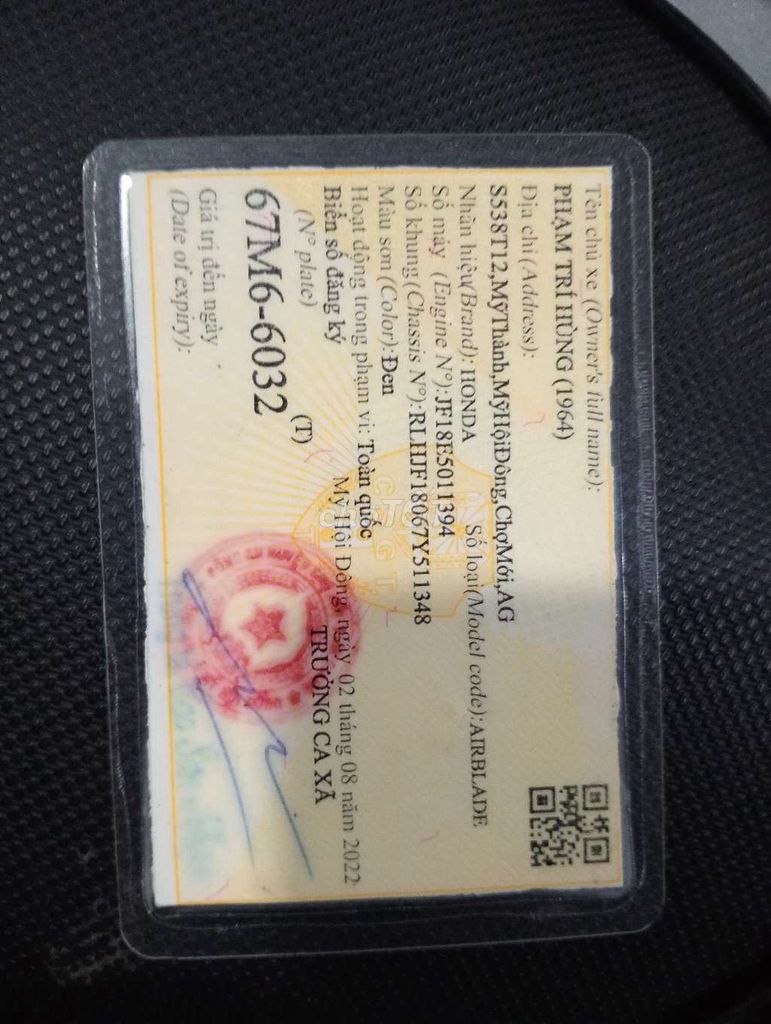 Tên chủ xe (Owner's full name):
PHẠM TRÍ HÙNG (1964)
Địa chỉ (Address):
S538T12,MỹThành,MỹHộiĐông,ChợMới,AG
Nhãn hiệu(Brand): HONDA Số loại(Model code):AIRBLADE
Số máy (Engine N°):JF18E5011394
Số khung(Chassis N°):RLHJF18067Y511348
Màu sơn (Color):Đen
Hoạt động trong phạm vi: Toàn quốc
Biển số đăng ký Mỹ Hội Đông, ngày 02 tháng 08 năm 2022
(N° plate) (T) TRƯỞNG CA XÃ
67M6-6032
Giá trị đến ngày
(Date of expiry):